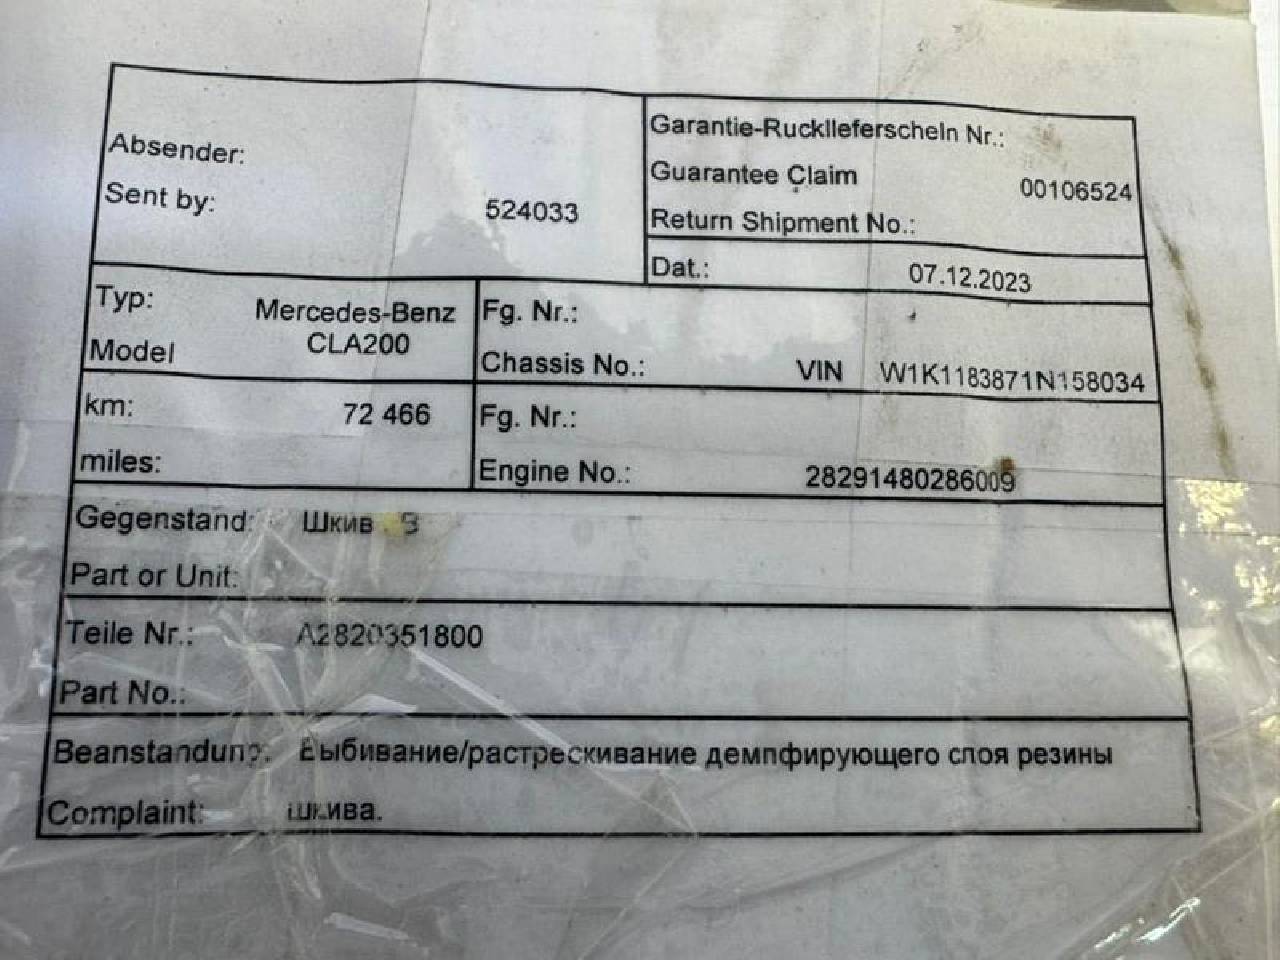 Absender:
Sent by: 524033
Garantie-Rucklieferschein Nr.:
Guarantee Claim
00106524
Return Shipment No.:
Dat.: 07.12.2023
Typ: Mercedes-Benz
Model CLA200
Fg. Nr.:
Chassis No.: VIN W1K1183871N158034
km: 72 466
miles:
Fg. Nr.:
Engine No.: 28291480286009
Gegenstand: Шкив
Part or Unit:
Teile Nr.: A2820351800
Part No.:
Beanstandung: Выбивание/растрескивание демпфирующего слоя резины
Complaint: шкива.